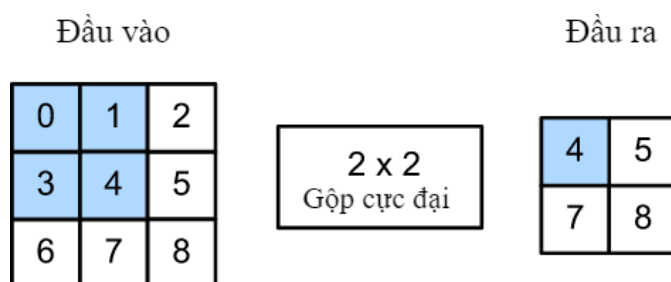 Đầu vào
Đầu ra
0 1 2
3 4 5
6 7 8
2 x 2
Gộp cực đại
4 5
7 8